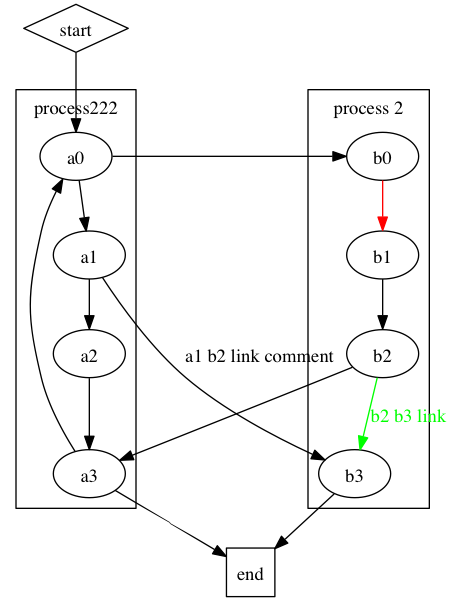 start
process222
process 2
a0
b0
a1
b1
a2
a1 b2 link comment
b2
b2 b3 link
a3
b3
end